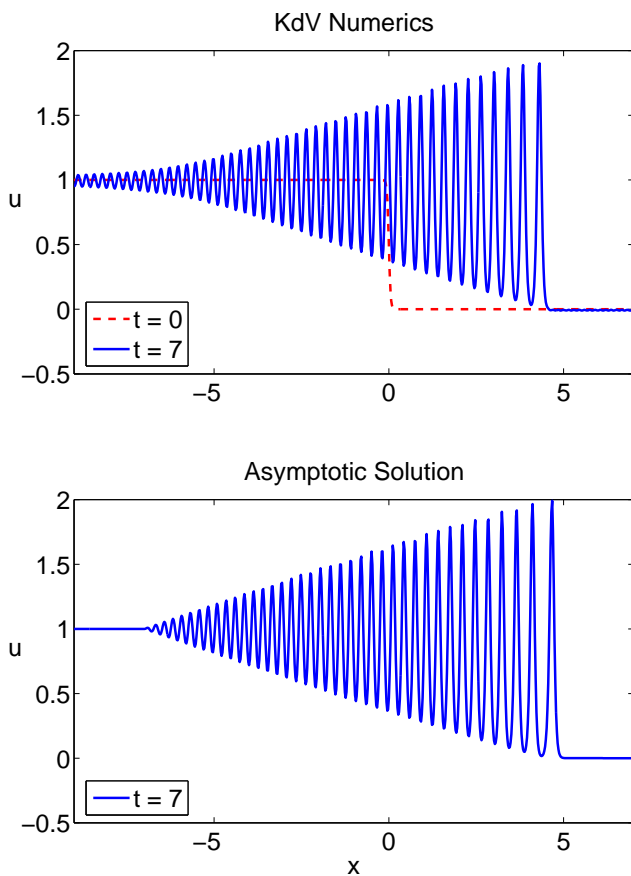 KdV Numerics
2
1.5
1
0.5
0
−0.5
u
t = 0
t = 7
−5
0
5
Asymptotic Solution
2
1.5
1
0.5
0
−0.5
u
t = 7
−5
0
5
x